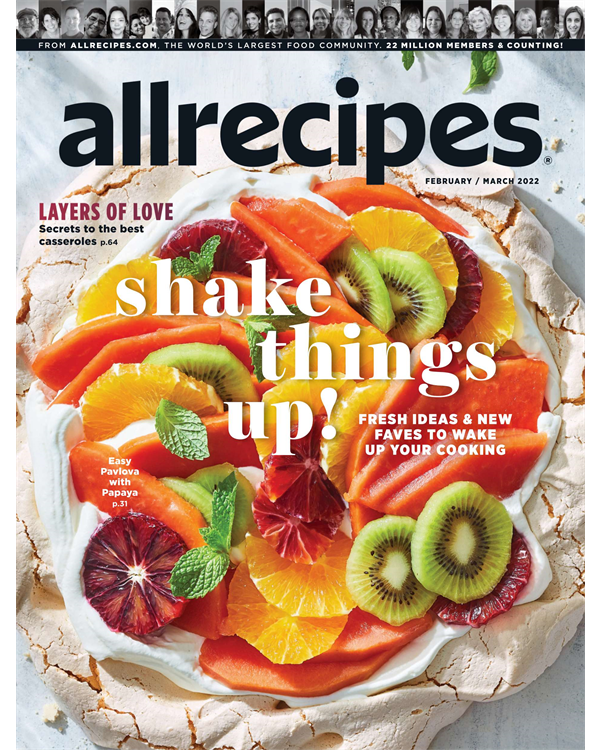 FROM ALLRECIPES.COM, THE WORLD'S LARGEST FOOD COMMUNITY. 22 MILLION MEMBERS & COUNTING!
allrecipes®
FEBRUARY / MARCH 2022
LAYERS OF LOVE
Secrets to the best
casseroles p.64
shake
things
up!
FRESH IDEAS & NEW
FAVES TO WAKE
UP YOUR COOKING
Easy
Pavlova
with
Papaya
p.31